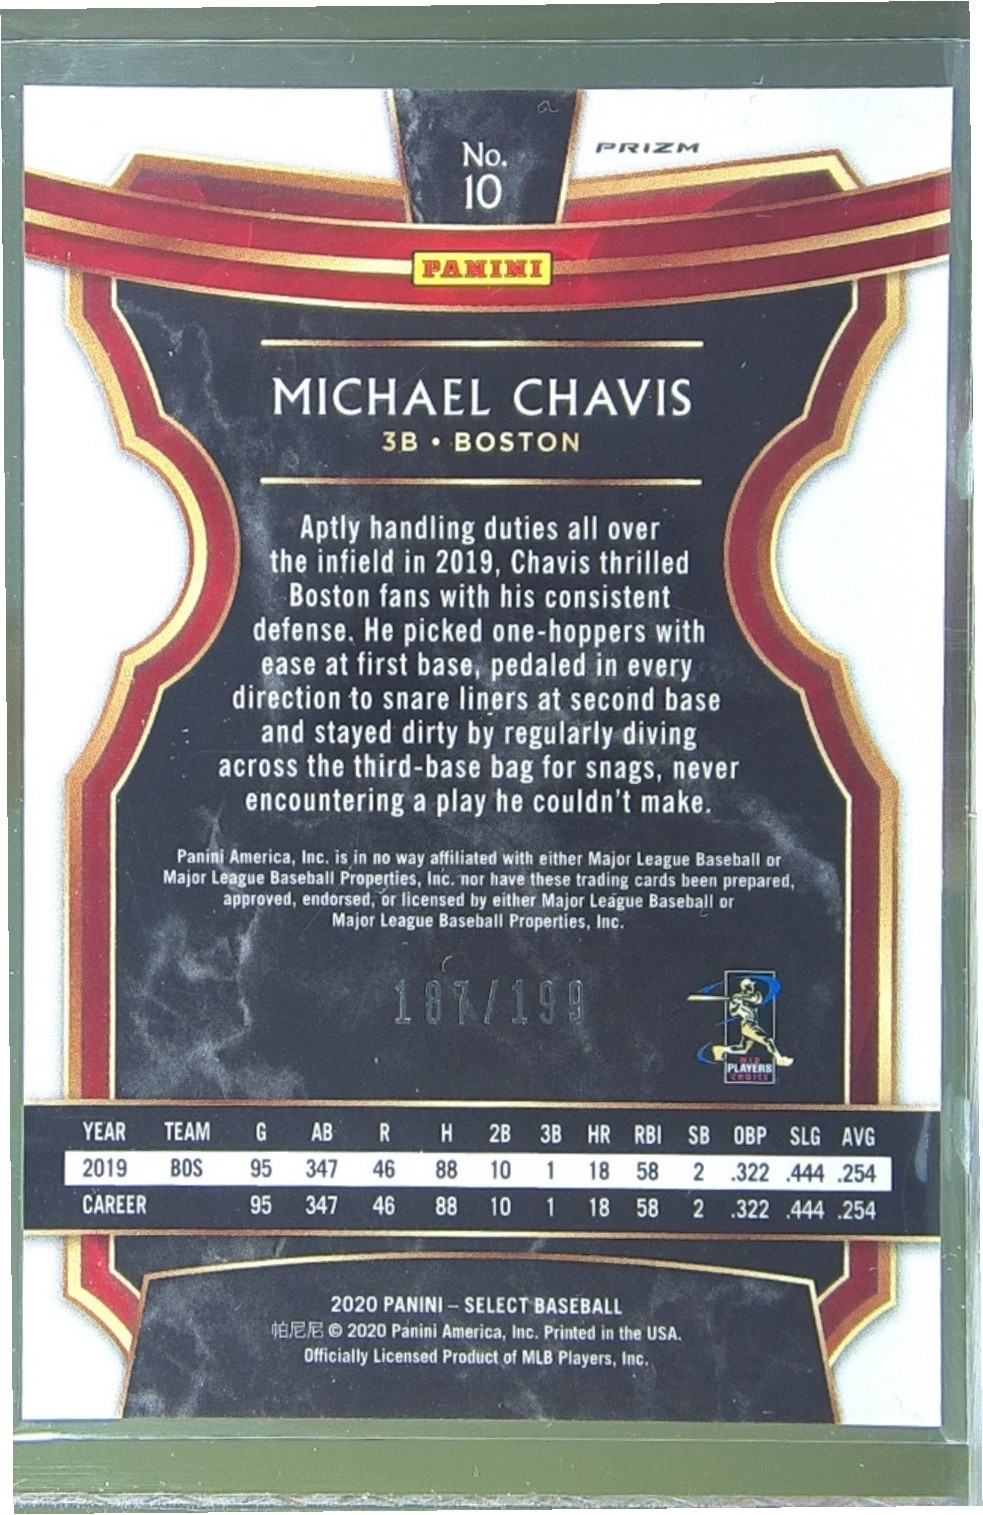 No.
10
PRIZM
PANINI
MICHAEL CHAVIS
3B • BOSTON
Aptly handling duties all over
the infield in 2019, Chavis thrilled
Boston fans with his consistent
defense. He picked one-hoppers with
ease at first base, pedaled in every
direction to snare liners at second base
and stayed dirty by regularly diving
across the third-base bag for snags, never
encountering a play he couldn't make.
Panini America, Inc. is in no way affiliated with either Major League Baseball or
Major League Baseball Properties, Inc. nor have these trading cards been prepared,
approved, endorsed, or licensed by either Major League Baseball or
Major League Baseball Properties, Inc.
187/199
MLB
PLAYERS
CHOICE
YEAR TEAM G AB R H 2B 3B HR RBI SB OBP SLG AVG
2019 BOS 95 347 46 88 10 1 18 58 2 .322 .444 .254
CAREER 95 347 46 88 10 1 18 58 2 .322 .444 .254
2020 PANINI – SELECT BASEBALL
帕尼尼 © 2020 Panini America, Inc. Printed in the USA.
Officially Licensed Product of MLB Players, Inc.